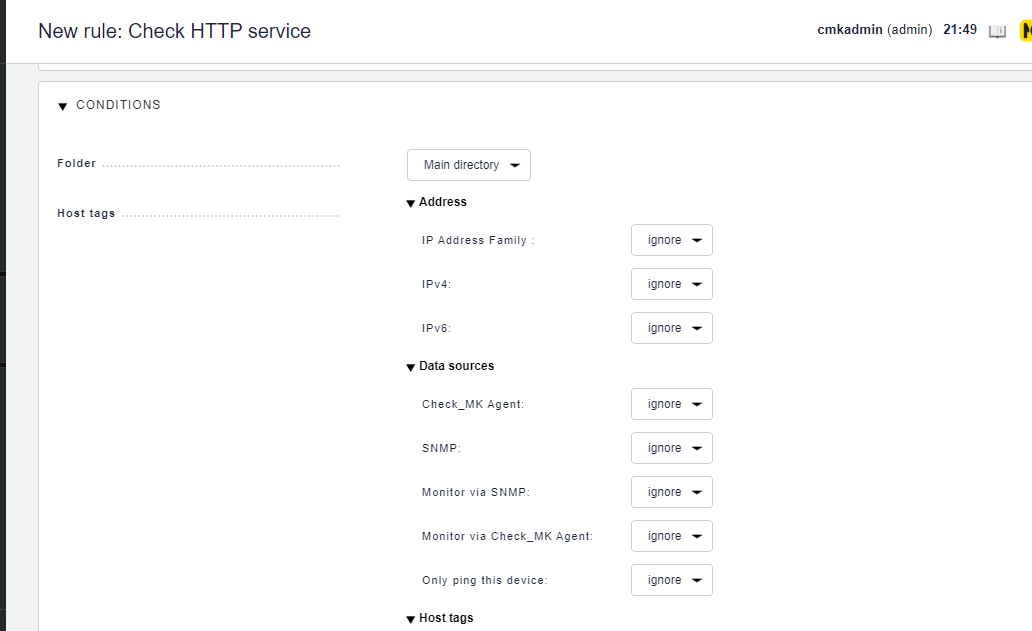 New rule: Check HTTP service
cmkadmin (admin) 21:49
CONDITIONS
Folder
Main directory
Host tags
Address
IP Address Family :
ignore
IPv4:
ignore
IPv6:
ignore
Data sources
Check_MK Agent:
ignore
SNMP:
ignore
Monitor via SNMP:
ignore
Monitor via Check_MK Agent:
ignore
Only ping this device:
ignore
Host tags